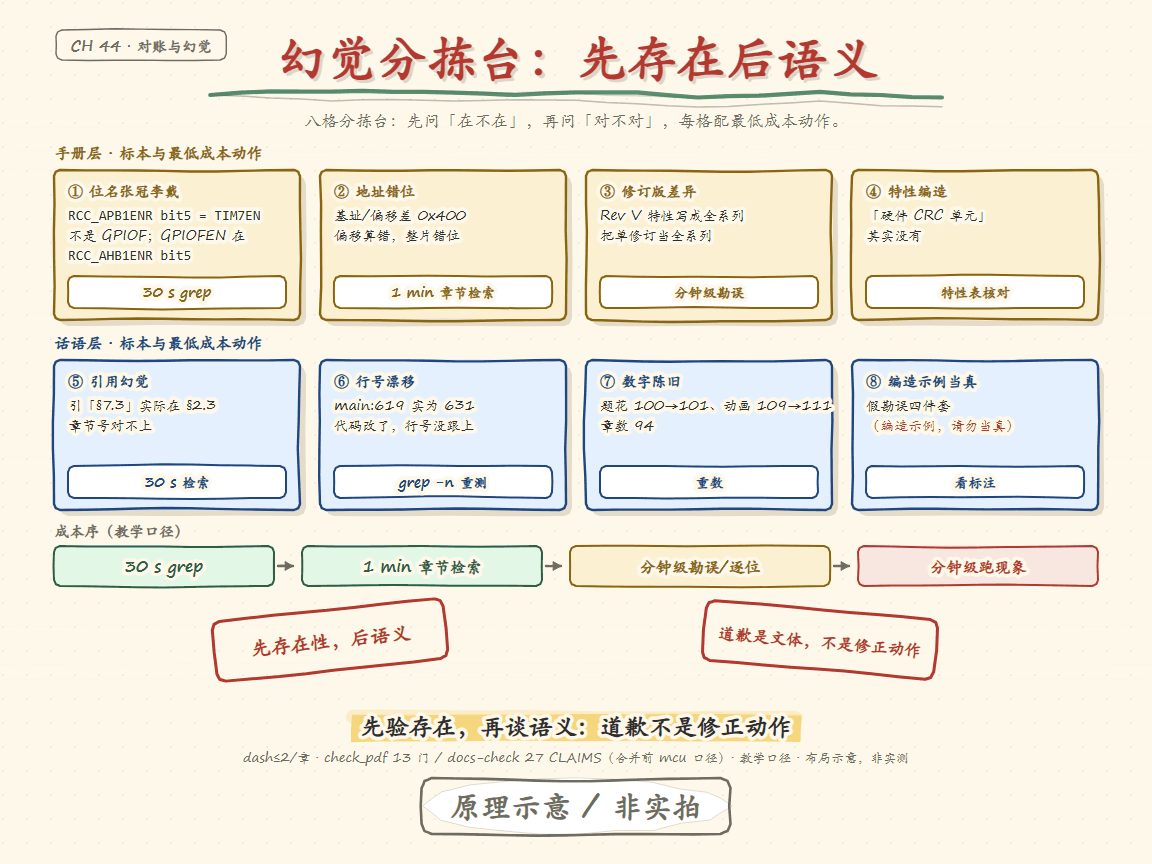 CH 44 · 对账与幻觉
幻觉分拣台：先存在后语义
八格分拣台：先问「在不在」，再问「对不对」，每格配最低成本动作。
手册层 · 标本与最低成本动作
① 位名张冠李戴
RCC_APB1ENR bit5 = TIM7EN
不是 GPIOF；GPIOFEN 在
RCC_AHB1ENR bit5
30 s grep
② 地址错位
基址/偏移差 0x400
偏移算错，整片错位
1 min 章节检索
③ 修订版差异
Rev V 特性写成全系列
把单修订当全系列
分钟级勘误
④ 特性编造
「硬件 CRC 单元」
其实没有
特性表核对
话语层 · 标本与最低成本动作
⑤ 引用幻觉
引「§7.3」实际在 §2.3
章节号对不上
30 s 检索
⑥ 行号漂移
main:619 实为 631
代码改了，行号没跟上
grep -n 重测
⑦ 数字陈旧
题花 100→101、动画 109→111
章数 94
重数
⑧ 编造示例当真
假勘误四件套
（编造示例，请勿当真）
看标注
成本序（教学口径）
30 s grep
1 min 章节检索
分钟级勘误/逐位
分钟级跑现象
先存在性，后语义
道歉是文体，不是修正动作
先验存在，再谈语义：道歉不是修正动作
dash≤2/章 · check_pdf 13 门 / docs-check 27 CLAIMS（合并前 mcu 口径）· 教学口径 · 布局示意，非实测
原理示意 / 非实拍